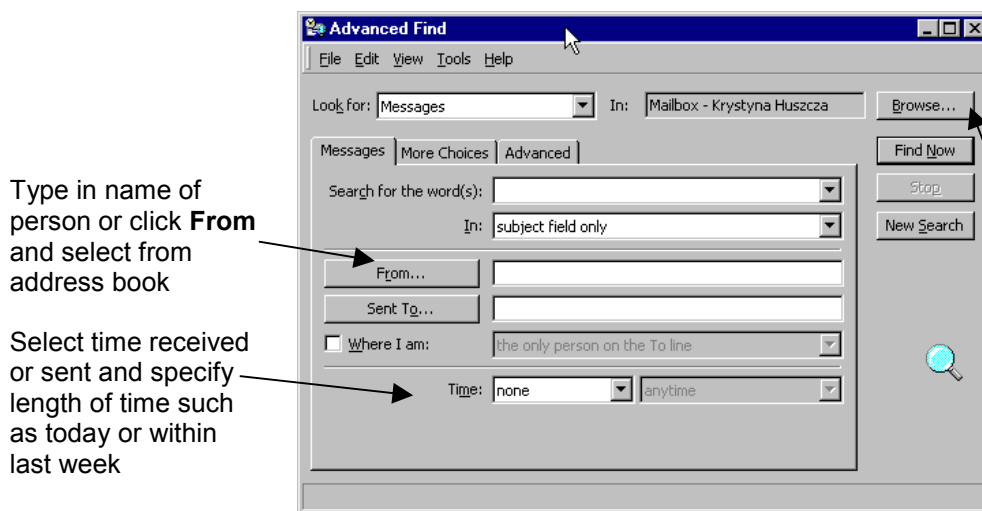 Advanced Find
File Edit View Tools Help
Look for: Messages In: Mailbox - Krystyna Huszcza Browse...
Messages More Choices Advanced Find Now
Search for the word(s): Stop
In: subject field only New Search
Type in name of
person or click From
and select from
address book
From...
Sent To...
Where I am: the only person on the To line
Select time received
or sent and specify
length of time such
as today or within
last week
Time: none anytime